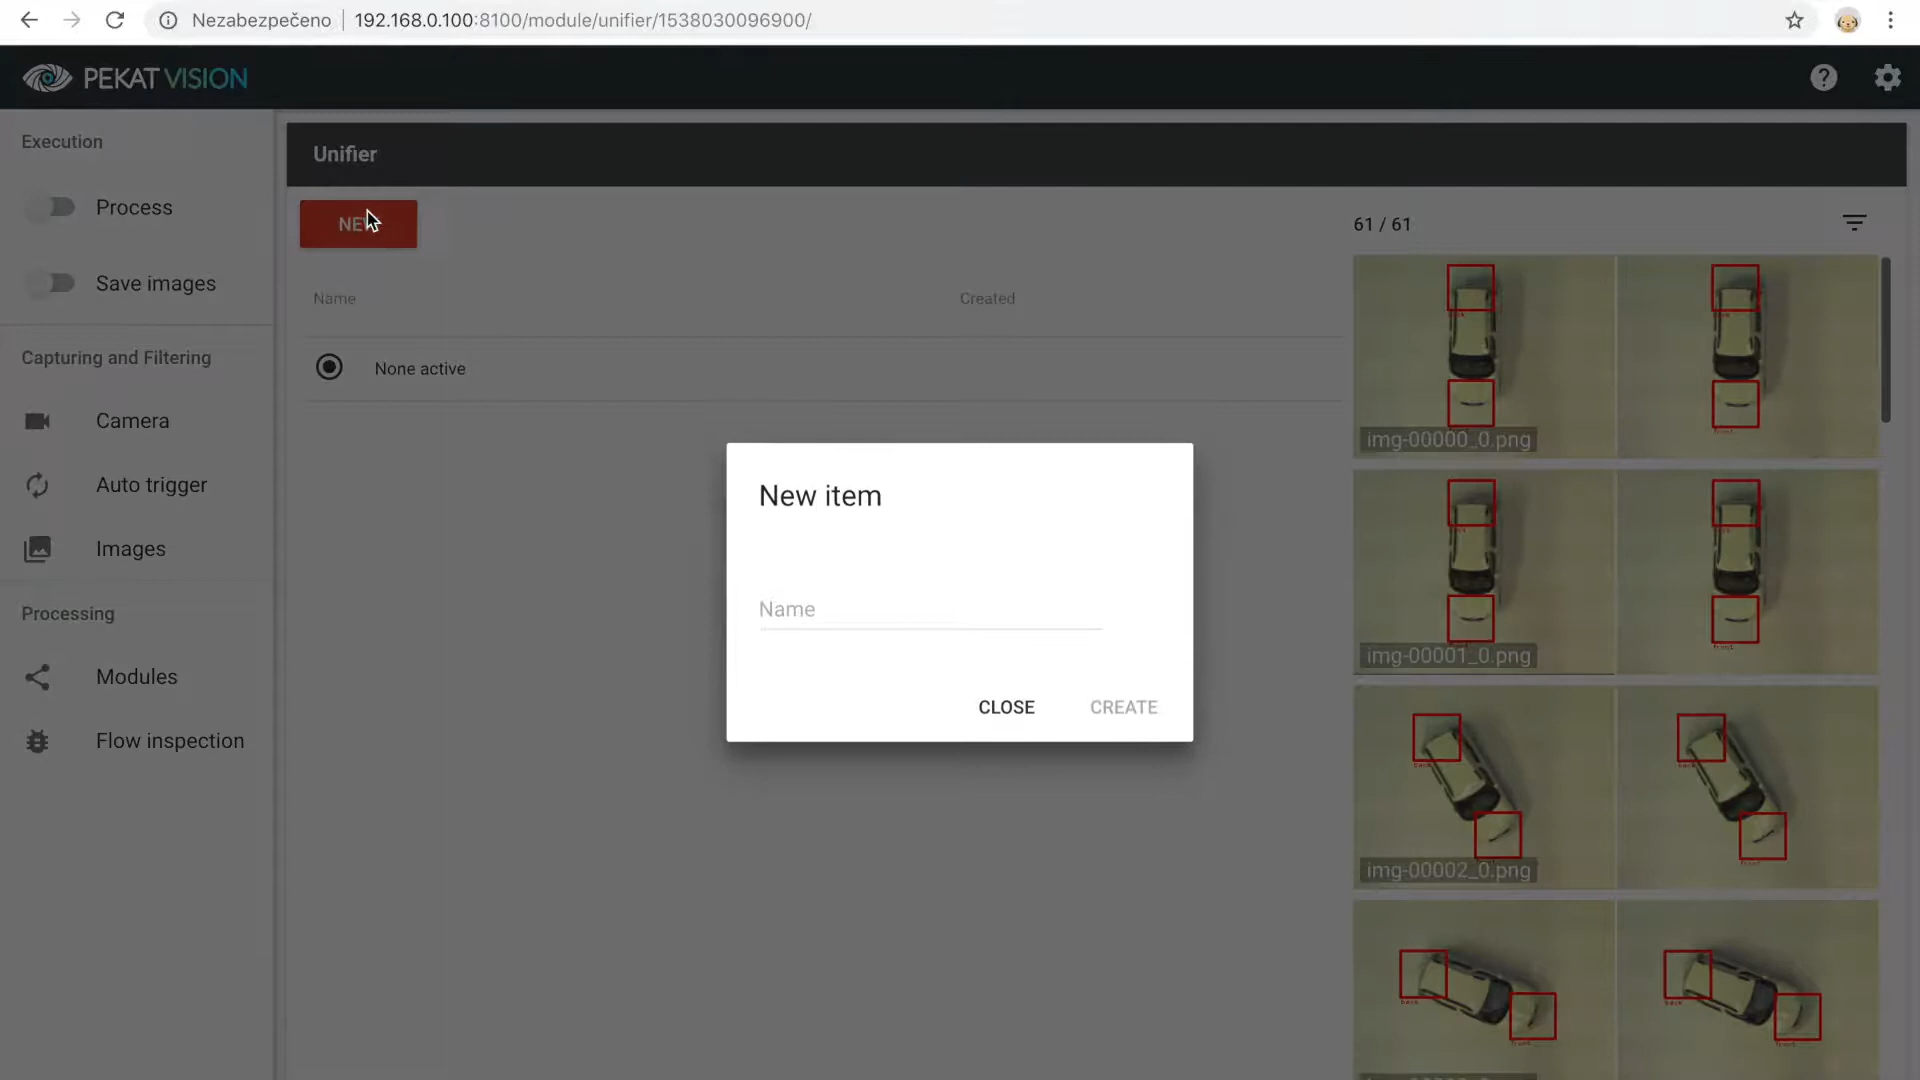 Nezabezpečeno
192.168.0.100:8100/module/unifier/1538030096900/
PEKAT VISION
Execution
Process
Save images
Capturing and Filtering
Camera
Auto trigger
Images
Processing
Modules
Flow inspection
Unifier
NEW
Name
Created
None active
New item
Name
CLOSE
CREATE
61 / 61
img-00000_0.png
img-00001_0.png
img-00002_0.png